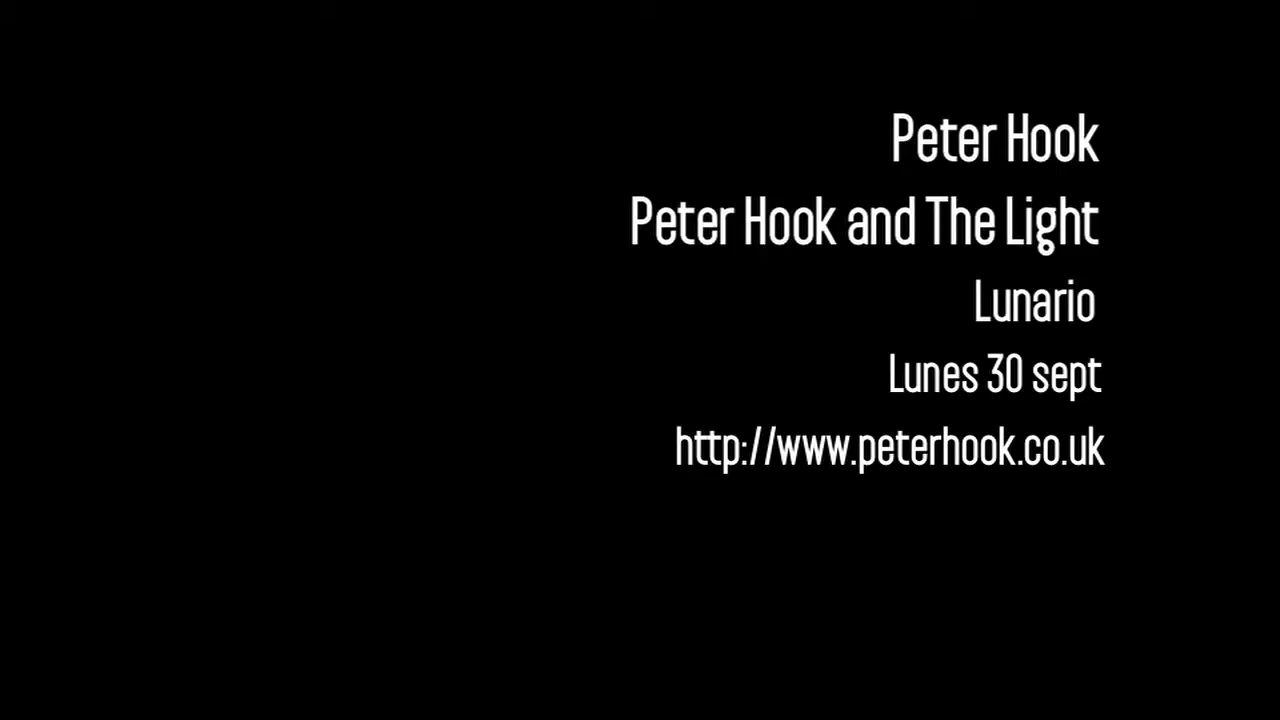 Peter Hook
Peter Hook and The Light
Lunario
Lunes 30 sept
http://www.peterhook.co.uk